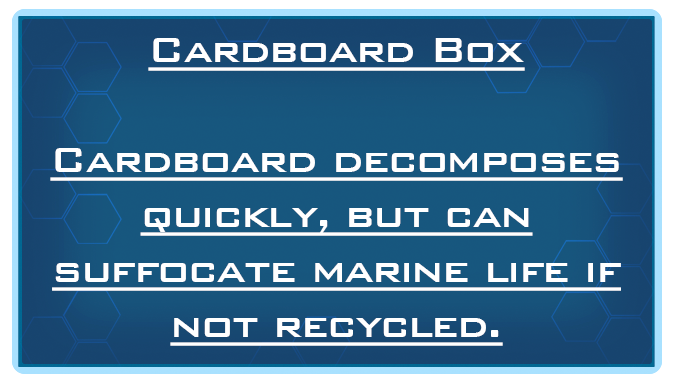 Cardboard Box
Cardboard decomposes
quickly, but can
suffocate marine life if
not recycled.